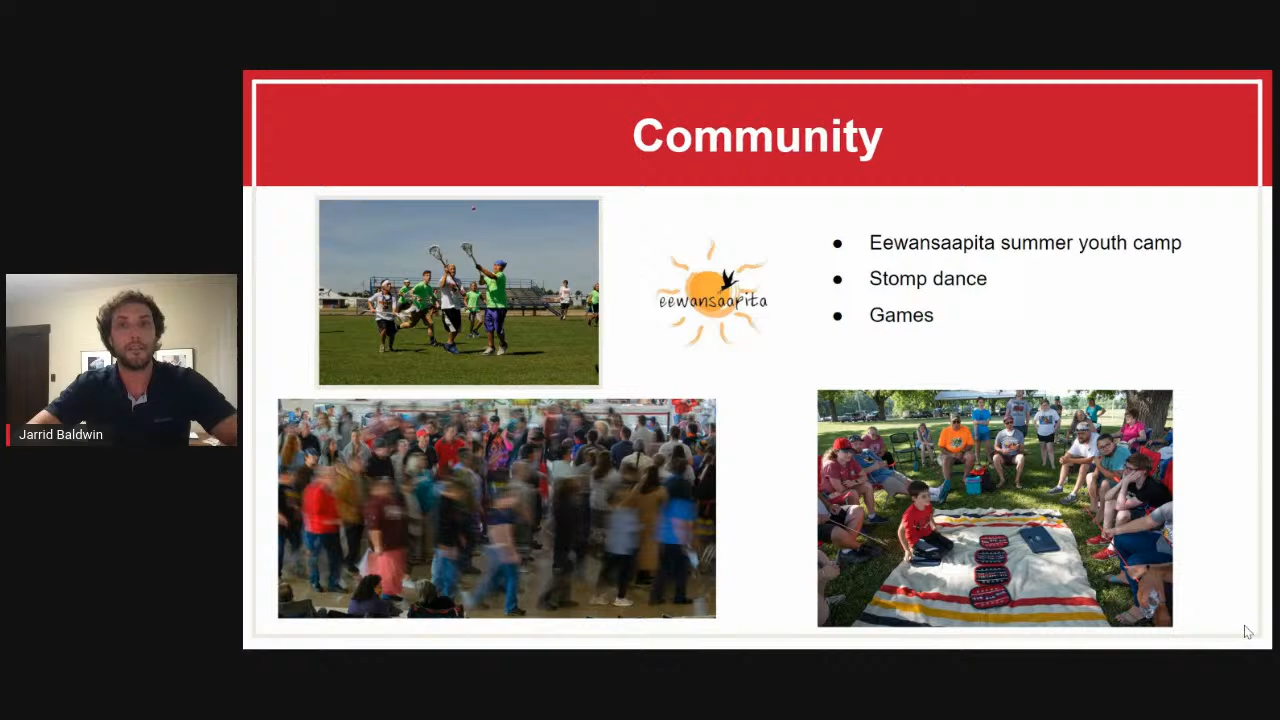 Community
eewansaapita
● Eewansaapita summer youth camp
● Stomp dance
● Games
Jarrid Baldwin